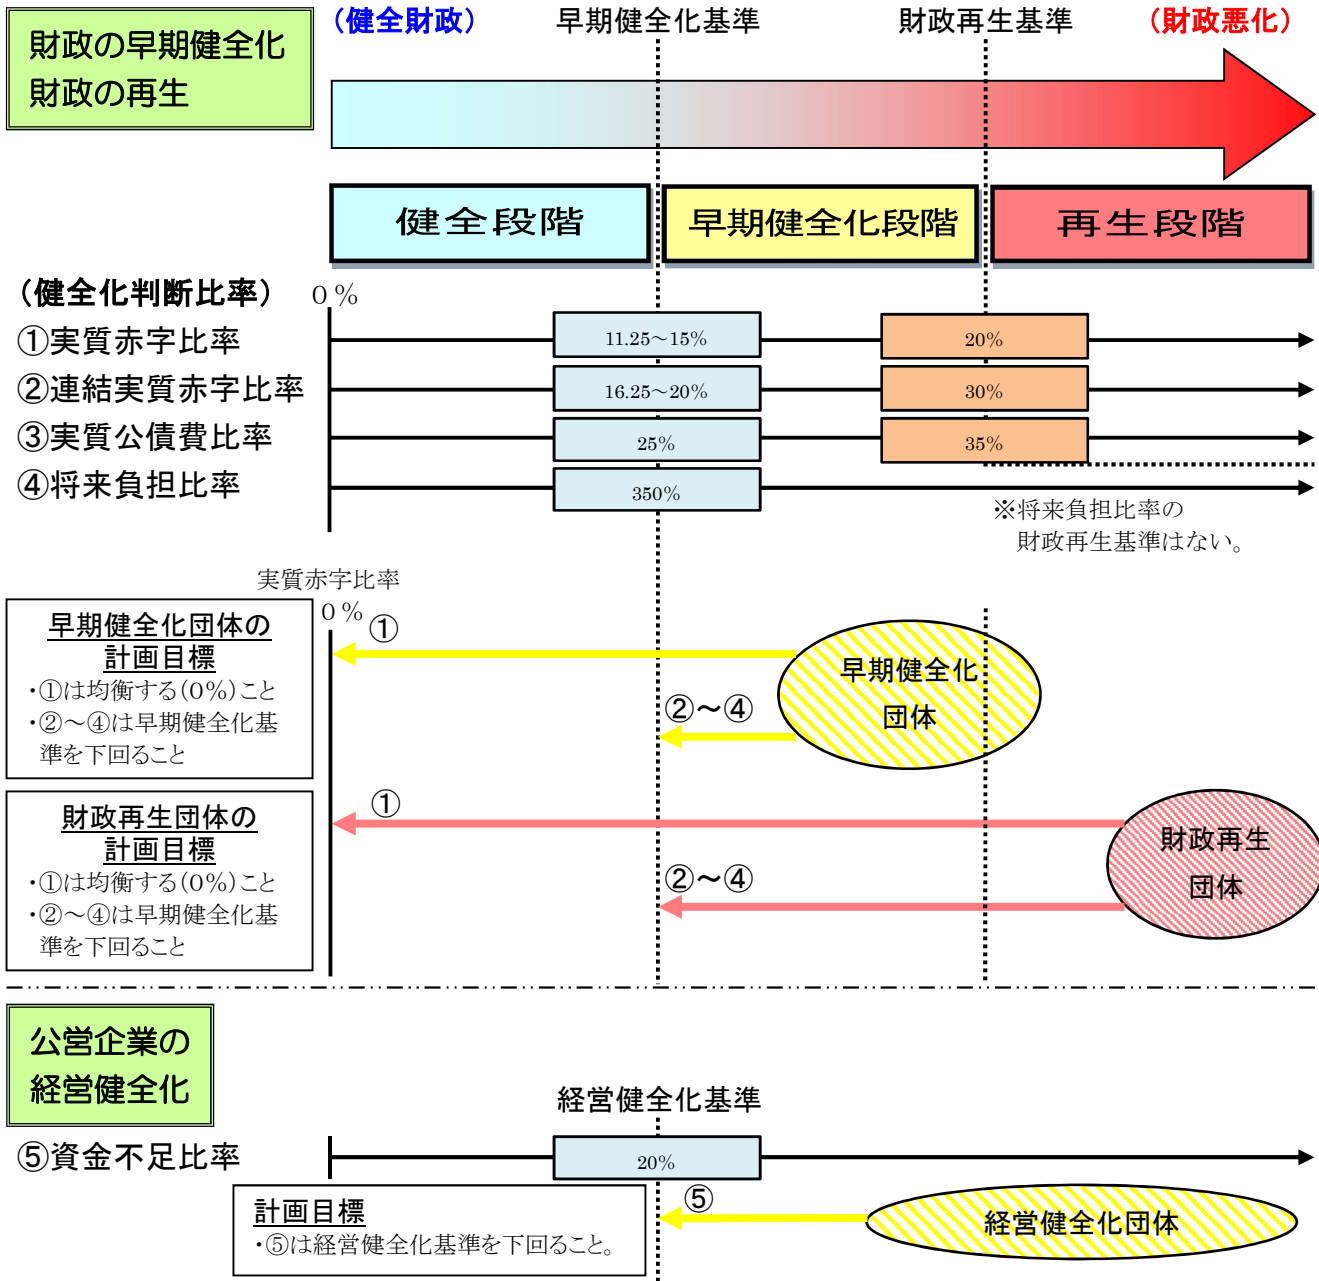 財政の早期健全化
財政の再生
(健全財政)
早期健全化基準
財政再生基準
(財政悪化)
健全段階
早期健全化段階
再生段階
(健全化判断比率)
0%
①実質赤字比率
11.25~15%
20%
②連結実質赤字比率
16.25~20%
30%
③実質公債費比率
25%
35%
④将来負担比率
350%
※将来負担比率の
財政再生基準はない。
実質赤字比率
0%
早期健全化団体の
計画目標
・①は均衡する(0%)こと
・②~④は早期健全化基
準を下回ること
①
②~④
早期健全化
団体
財政再生団体の
計画目標
・①は均衡する(0%)こと
・②~④は早期健全化基
準を下回ること
①
②~④
財政再生
団体
公営企業の
経営健全化
経営健全化基準
⑤資金不足比率
20%
計画目標
・⑤は経営健全化基準を下回ること。
⑤
経営健全化団体